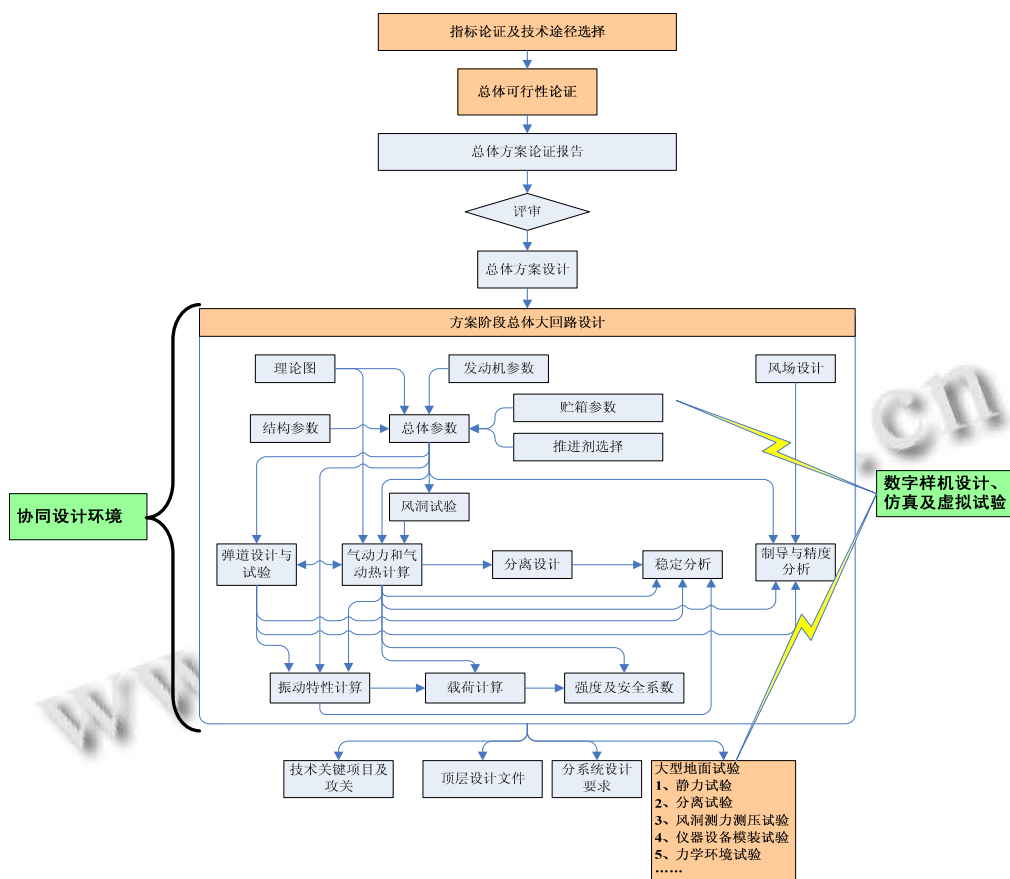 指标论证及技术途径选择
总体可行性论证
总体方案论证报告
评审
总体方案设计
方案阶段总体大回路设计
理论图
发动机参数
风场设计
结构参数
总体参数
贮箱参数
推进剂选择
风洞试验
协同设计环境
数字样机设计、
仿真及虚拟试验
弹道设计与
试验
气动力和气
动热计算
分离设计
稳定分析
制导与精度
分析
振动特性计算
载荷计算
强度及安全系数
技术关键项目及
攻关
顶层设计文件
分系统设计
要求
大型地面试验
1、静力试验
2、分离试验
3、风洞测力测压试验
4、仪器设备模装试验
5、力学环境试验
……